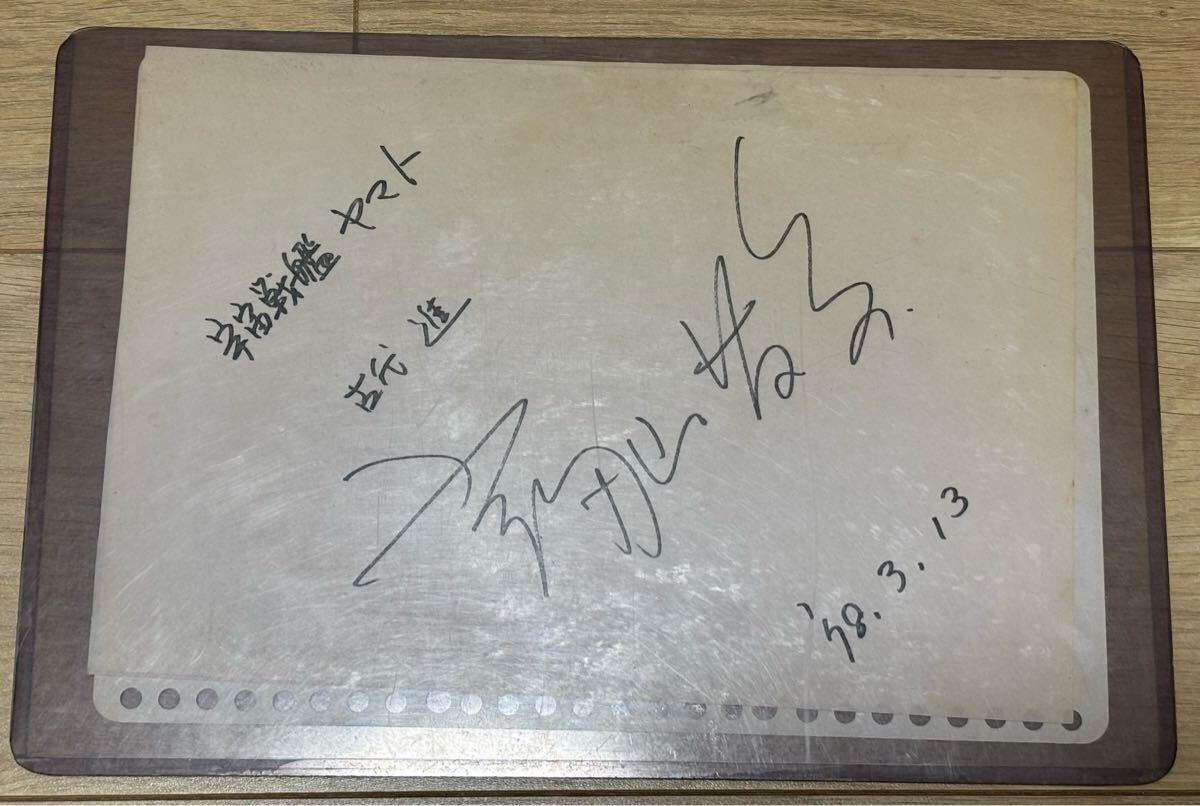 宇宙戦艦 ヤマト
古代 進
'78.3.13